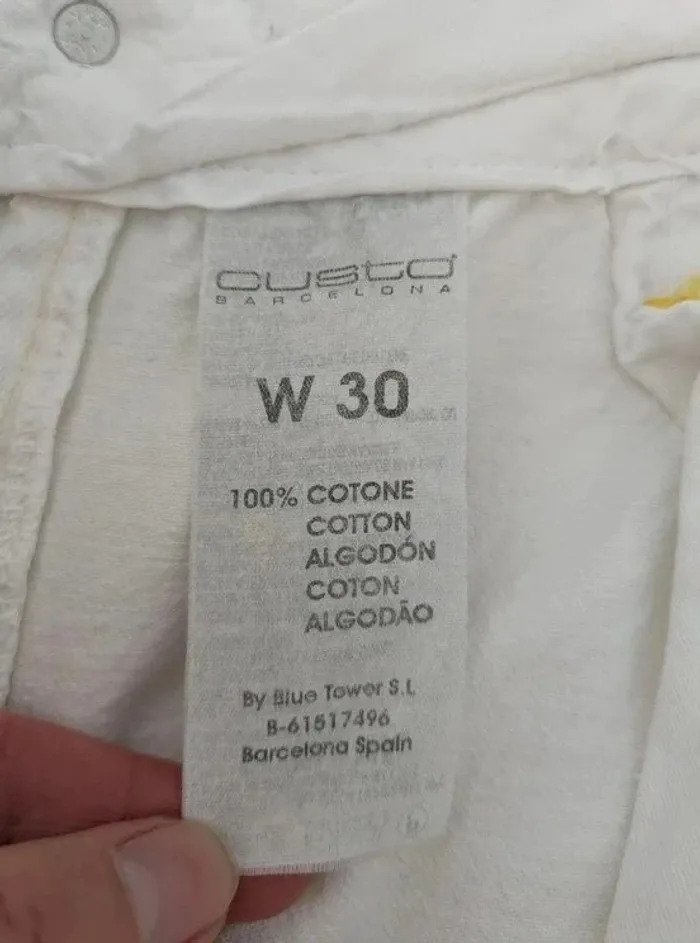 custo
BARCELONA
W 30
100% COTONE
COTTON
ALGODÓN
COTON
ALGODÃO
By Blue Tower S.L
B-61517496
Barcelona Spain